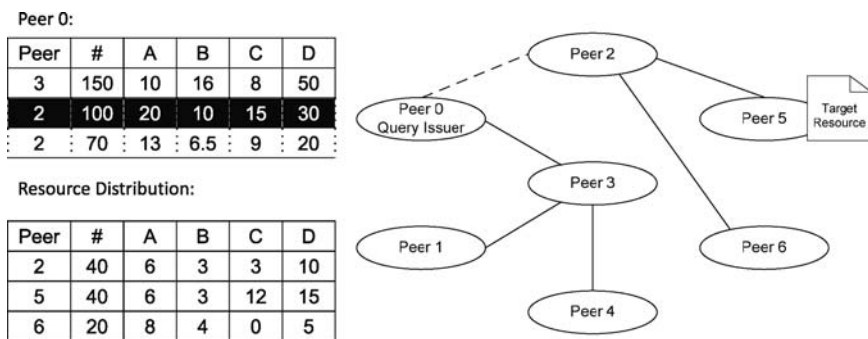 Peer 0:
Peer # A B C D
3 150 10 16 8 50
2 100 20 10 15 30
2 70 13 6.5 9 20
Resource Distribution:
Peer # A B C D
2 40 6 3 3 10
5 40 6 3 12 15
6 20 8 4 0 5
Peer 2
Peer 0
Query Issuer
Peer 5
Target
Resource
Peer 3
Peer 1
Peer 6
Peer 4